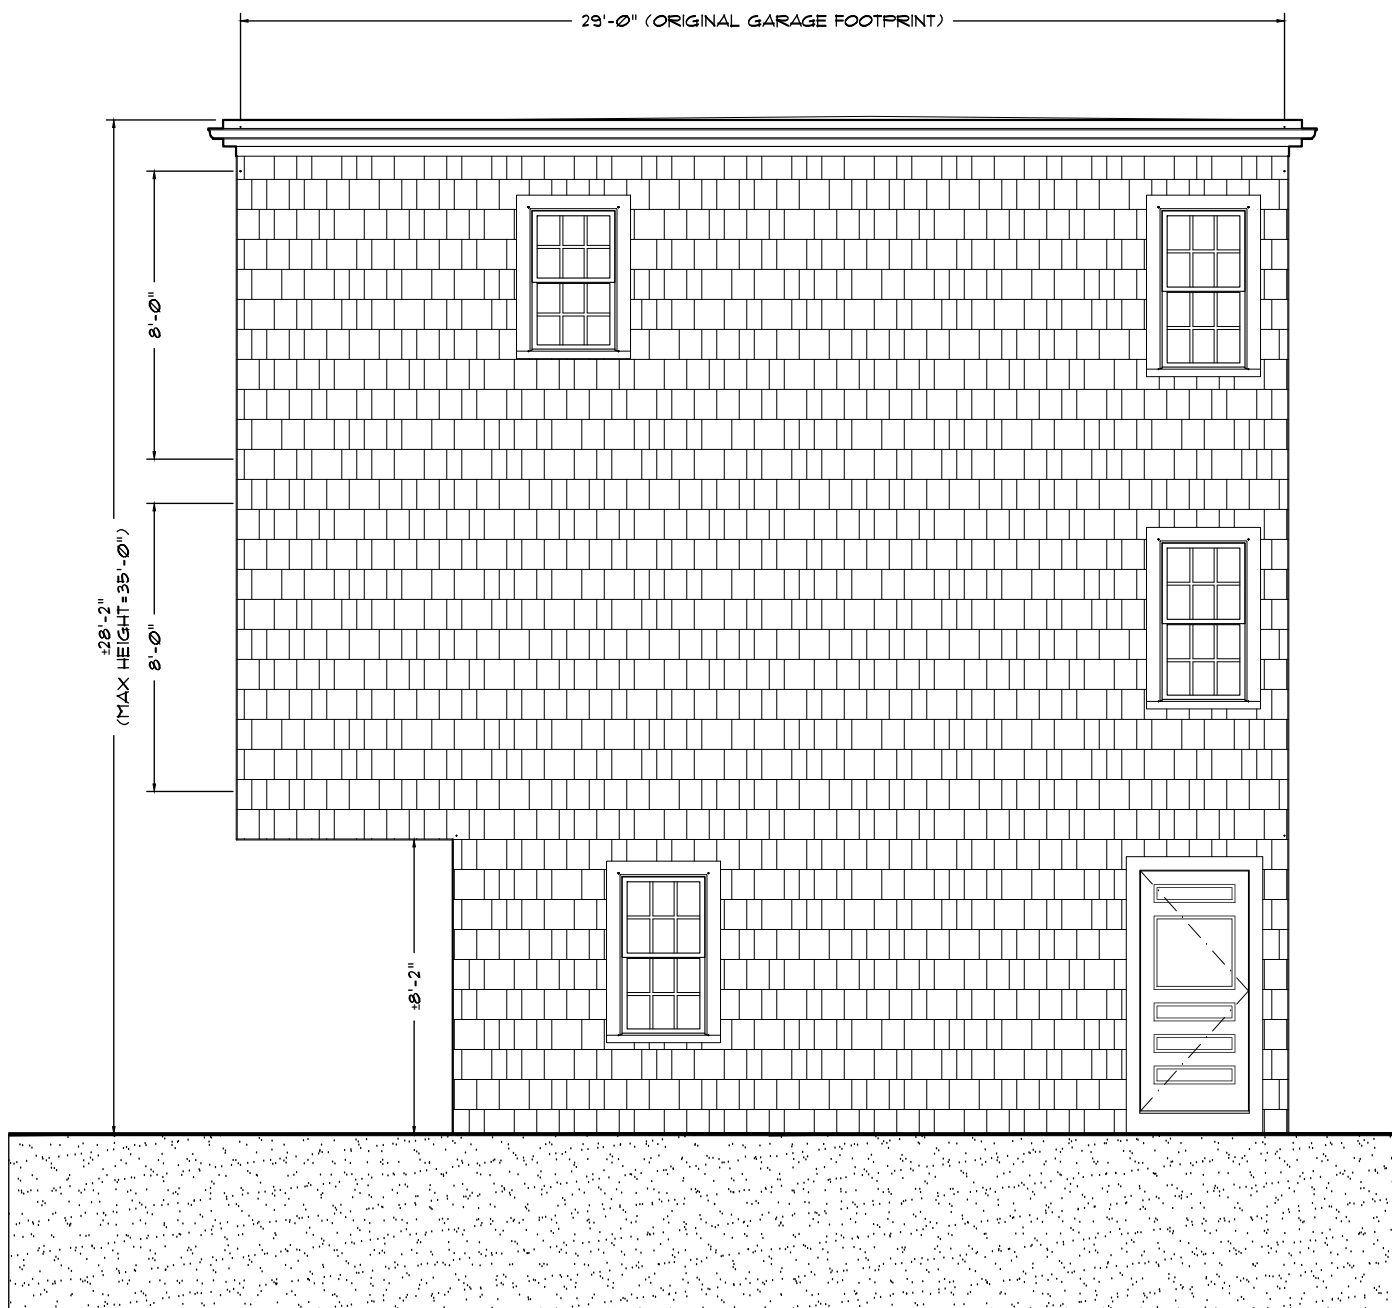 29'-0" (ORIGINAL GARAGE FOOTPRINT)
8'-0"
±28'-2"
(MAX HEIGHT=35'-0")
8'-0"
±8'-2"